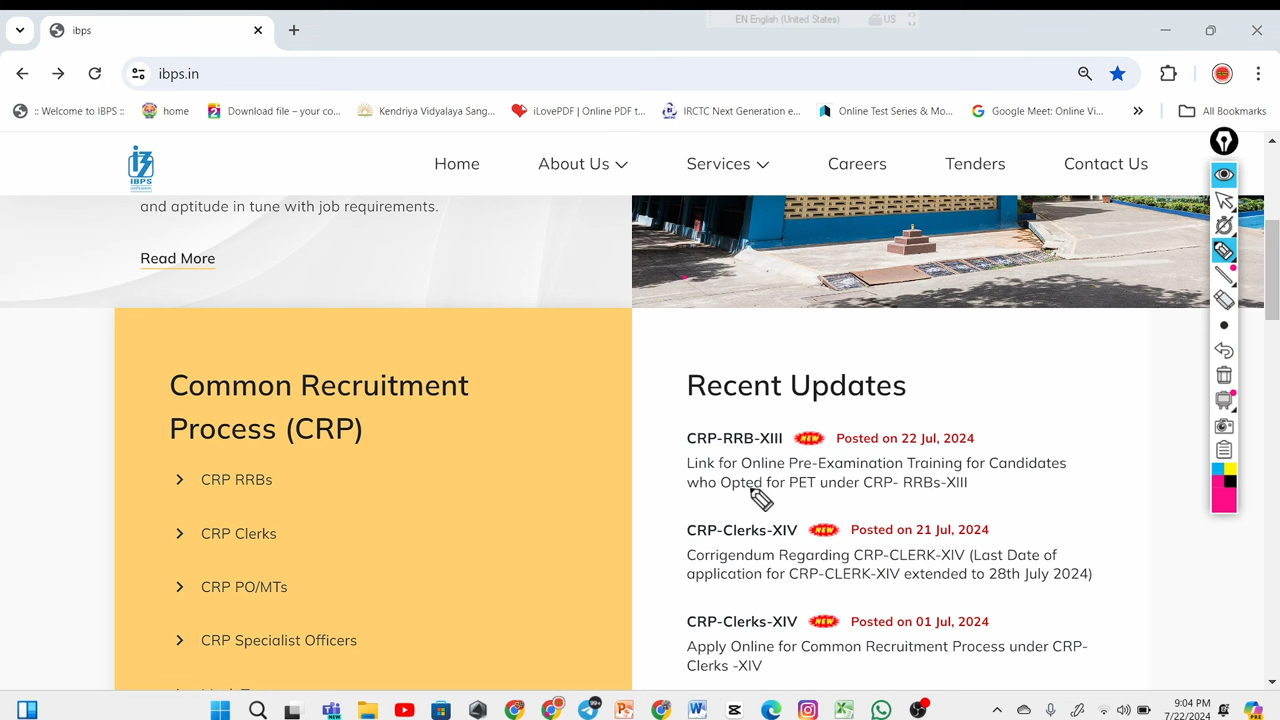 EN English (United States) US
ibps
ibps.in
:: Welcome to IBPS :: home Download file – your co... Kendriya Vidyalaya Sang... iLovePDF | Online PDF t... IRCTC Next Generation e... Online Test Series & Mo... Google Meet: Online Vi... All Bookmarks
IBPS
Home About Us Services Careers Tenders Contact Us
and aptitude in tune with job requirements.
Read More
Common Recruitment
Process (CRP)
CRP RRBs
CRP Clerks
CRP PO/MTs
CRP Specialist Officers
Recent Updates
CRP-RRB-XIII NEW Posted on 22 Jul, 2024
Link for Online Pre-Examination Training for Candidates
who Opted for PET under CRP- RRBs-XIII
CRP-Clerks-XIV NEW Posted on 21 Jul, 2024
Corrigendum Regarding CRP-CLERK-XIV (Last Date of
application for CRP-CLERK-XIV extended to 28th July 2024)
CRP-Clerks-XIV NEW Posted on 01 Jul, 2024
Apply Online for Common Recruitment Process under CRP-
Clerks -XIV
99+
9:04 PM
7/22/2024